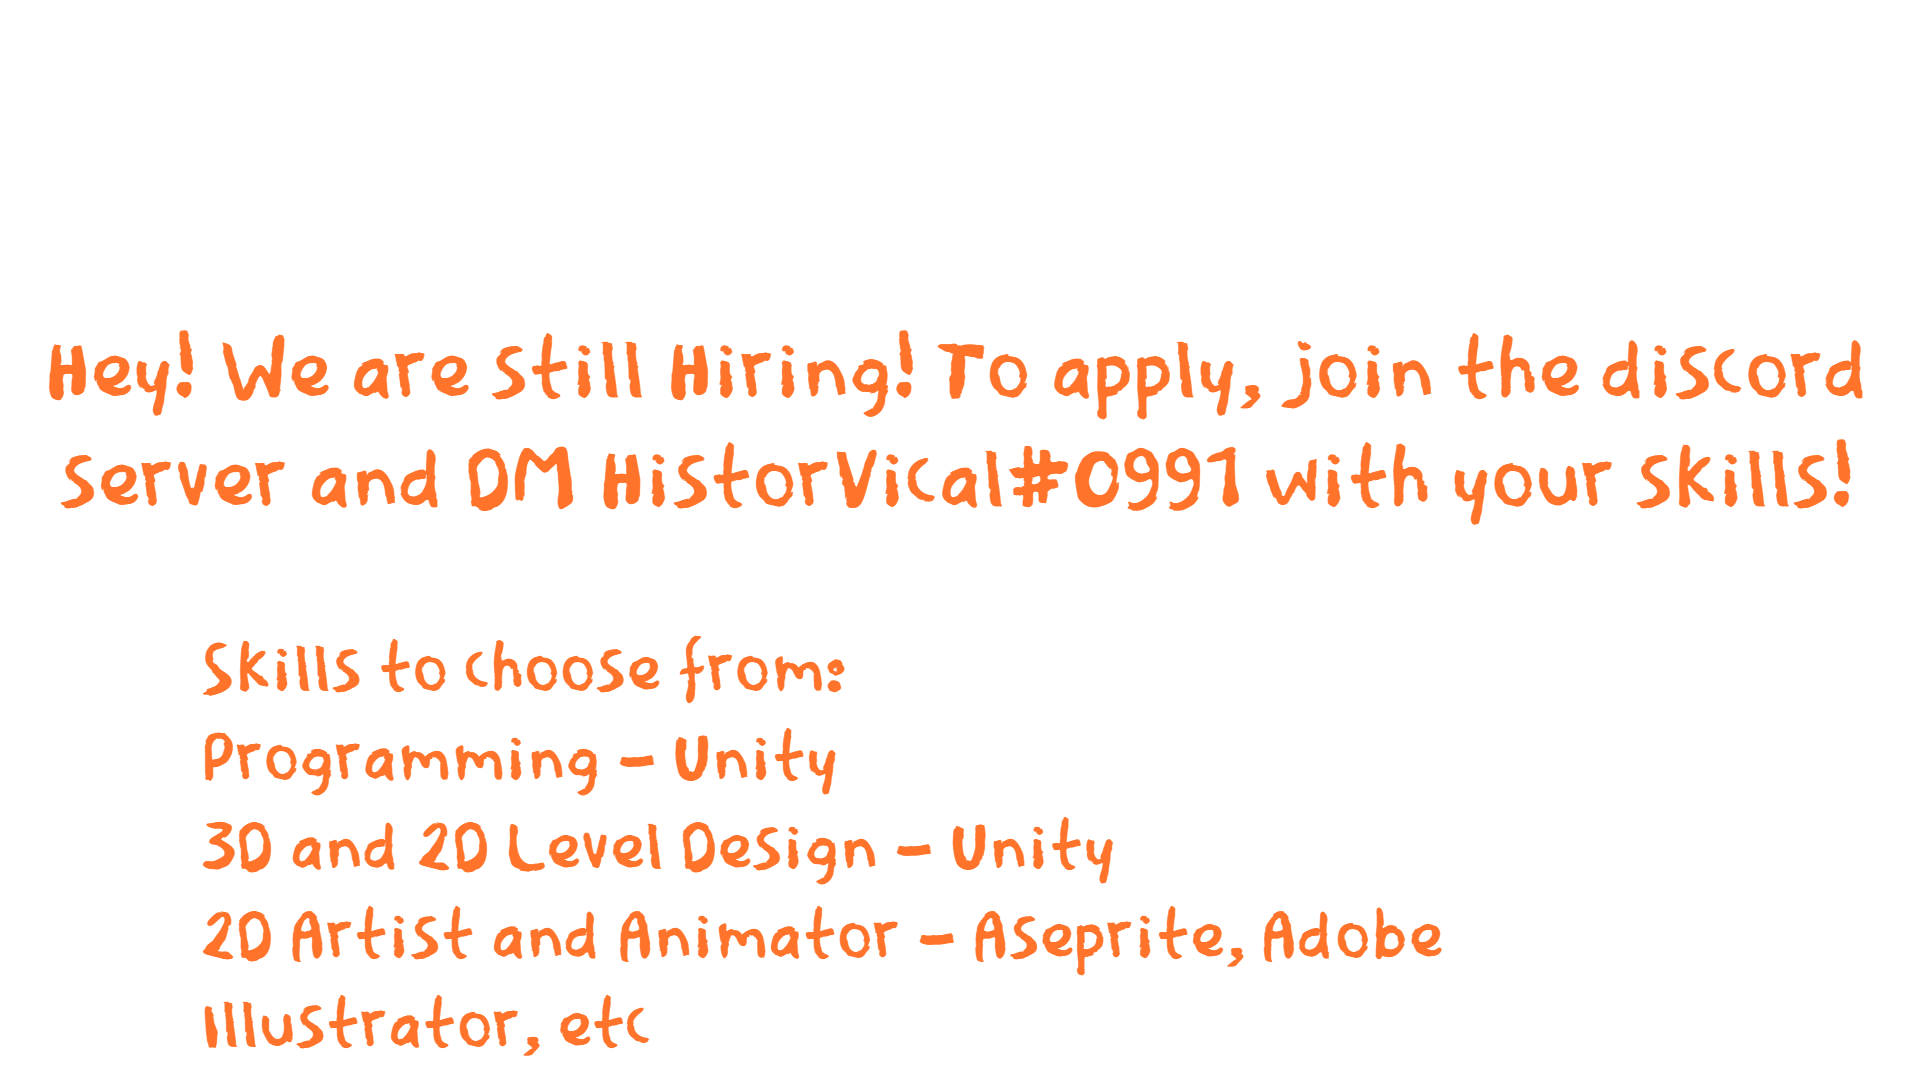 Hey! We are still Hiring! To apply, join the discord
server and DM HistorVical#0991 with your skills!
Skills to choose from:
Programming - Unity
3D and 2D Level Design - Unity
2D Artist and Animator - Aseprite, Adobe
Illustrator, etc